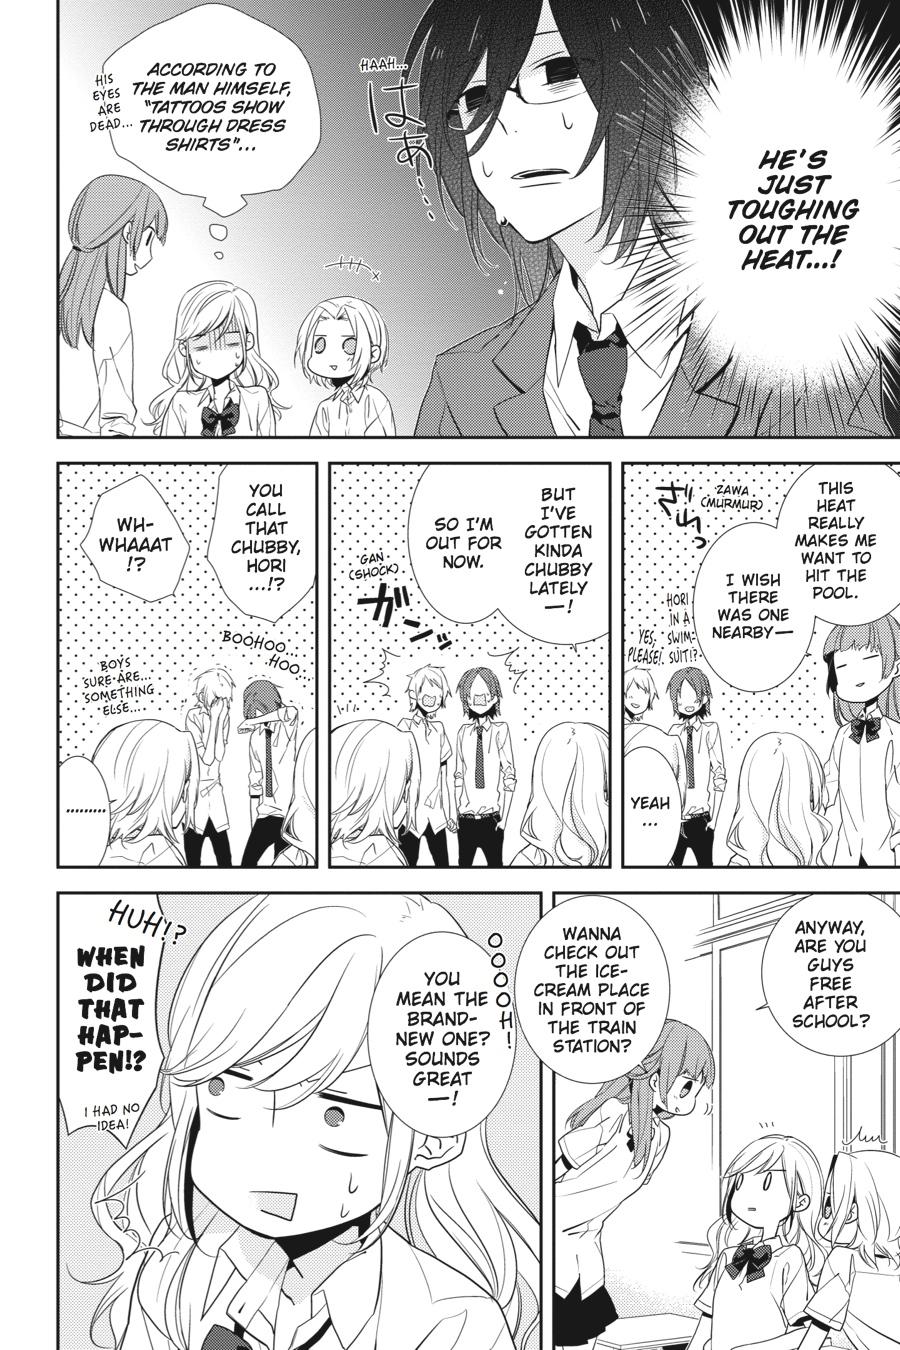 HE'S
JUST
TOUGHING
OUT THE
HEAT...!
HAAH...
はぁ…
ACCORDING TO
THE MAN HIMSELF,
"TATTOOS SHOW
THROUGH DRESS
SHIRTS"...
HIS
EYES
ARE
DEAD...
THIS
HEAT
REALLY
MAKES ME
WANT TO
HIT THE
POOL.
I WISH
THERE
WAS ONE
NEARBY—
ZAWA
(MURMUR)
ざわっ
HORI
IN A
SWIM-
SUIT!?
YES,
PLEASE!
YEAH
...
BUT
I'VE
GOTTEN
KINDA
CHUBBY
LATELY
—!
SO I'M
OUT FOR
NOW.
GAN
(SHOCK)
ガンッ
YOU
CALL
THAT
CHUBBY,
HORI
...!?
WH-
WHAAAT
!?
BOOHOO
HOO
BOYS
SURE ARE...
SOMETHING
ELSE...
..........
ANYWAY,
ARE YOU
GUYS
FREE
AFTER
SCHOOL?
WANNA
CHECK OUT
THE ICE-
CREAM PLACE
IN FRONT OF
THE TRAIN
STATION?
OOOOH!
YOU
MEAN THE
BRAND-
NEW ONE?
SOUNDS
GREAT
—!
HUH!?
WHEN
DID
THAT
HAP-
PEN!?
I HAD NO
IDEA!